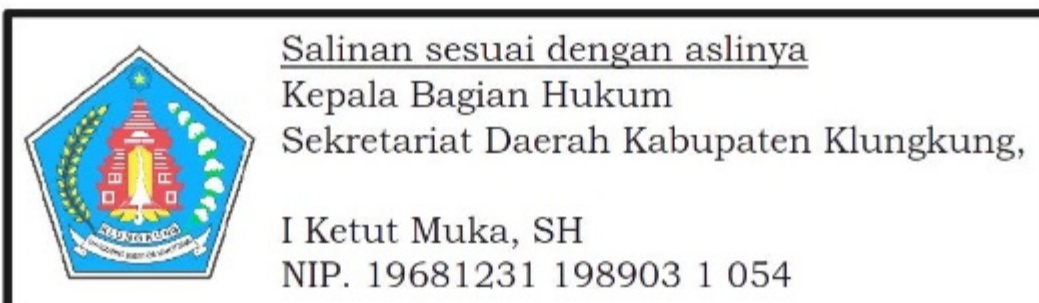 Salinan sesuai dengan aslinya
Kepala Bagian Hukum
Sekretariat Daerah Kabupaten Klungkung,
I Ketut Muka, SH
NIP. 19681231 198903 1 054
KLUNGKUNG